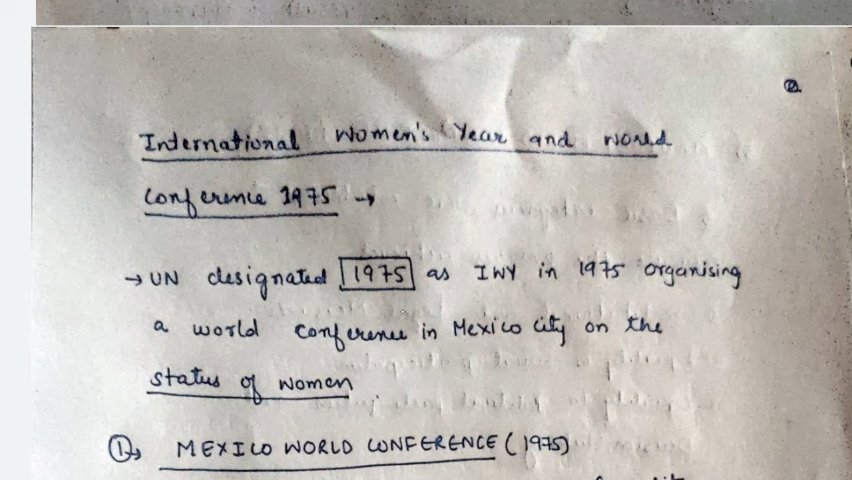 International Women's Year and World
Conference 1975 →
→ UN designated 1975 as IWY in 1975 organising
a world conference in Mexico city on the
status of women
① → MEXICO WORLD CONFERENCE (1975)